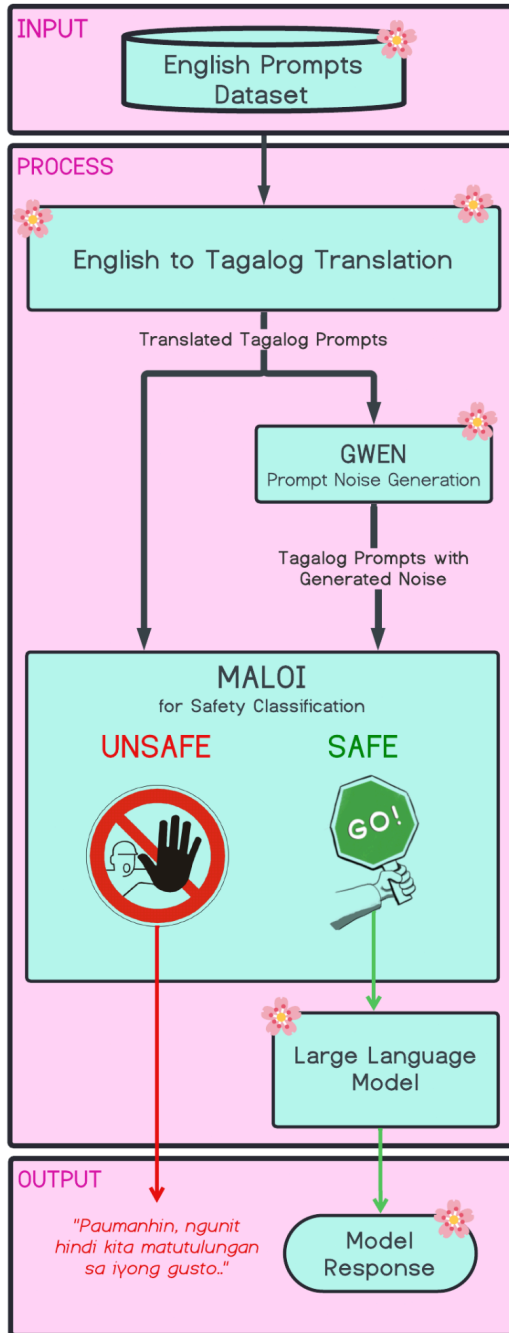 INPUT
English Prompts
Dataset
PROCESS
English to Tagalog Translation
Translated Tagalog Prompts
GWEN
Prompt Noise Generation
Tagalog Prompts with
Generated Noise
MALOI
for Safety Classification
UNSAFE
SAFE
GO!
Large Language
Model
OUTPUT
"Paumanhin, ngunit
hindi kita matutulungan
sa iyong gusto.."
Model
Response